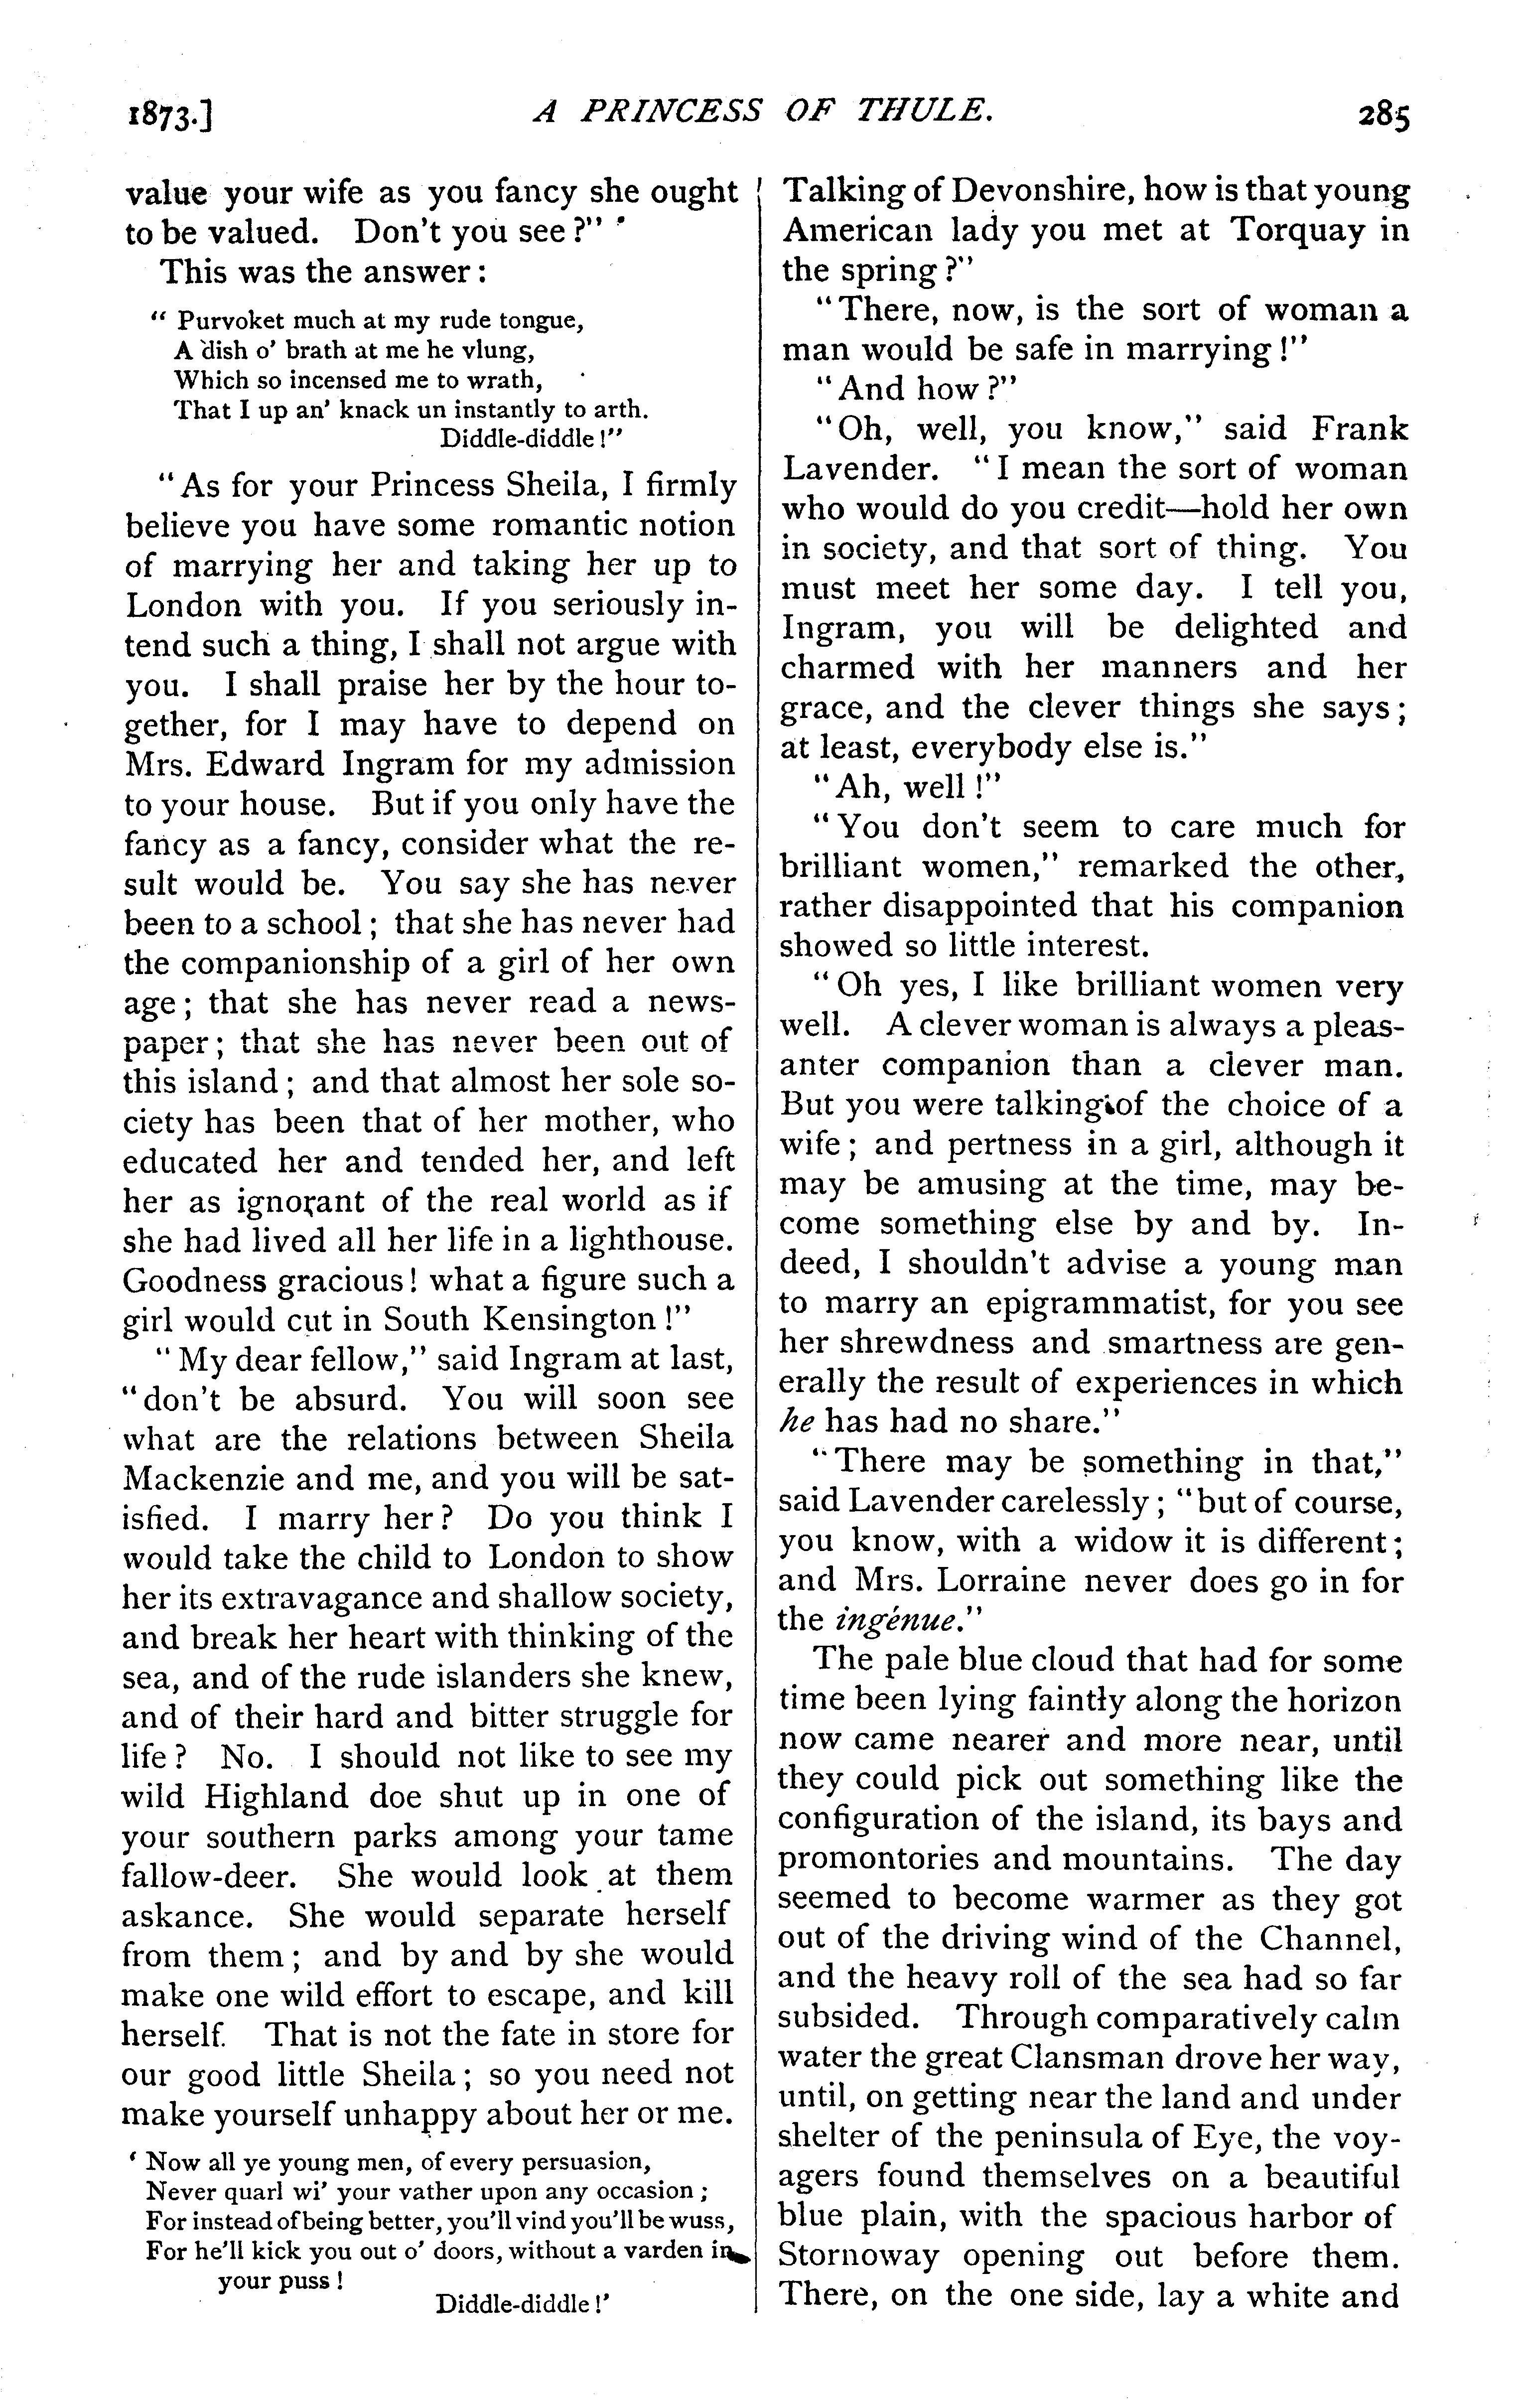 1873.] A PRINCESS OF THULE. 285
value your wife as you fancy she ought
to be valued. Don't you see?"
This was the answer:
" Purvoket much at my rude tongue,
A dish o' brath at me he vlung,
Which so incensed me to wrath,
That I up an' knack un instantly to arth.
Diddle-diddle!"
"As for your Princess Sheila, I firmly
believe you have some romantic notion
of marrying her and taking her up to
London with you. If you seriously in-
tend such a thing, I shall not argue with
you. I shall praise her by the hour to-
gether, for I may have to depend on
Mrs. Edward Ingram for my admission
to your house. But if you only have the
fancy as a fancy, consider what the re-
sult would be. You say she has never
been to a school; that she has never had
the companionship of a girl of her own
age; that she has never read a news-
paper; that she has never been out of
this island; and that almost her sole so-
ciety has been that of her mother, who
educated her and tended her, and left
her as ignorant of the real world as if
she had lived all her life in a lighthouse.
Goodness gracious! what a figure such a
girl would cut in South Kensington!"
"My dear fellow," said Ingram at last,
"don't be absurd. You will soon see
what are the relations between Sheila
Mackenzie and me, and you will be sat-
isfied. I marry her? Do you think I
would take the child to London to show
her its extravagance and shallow society,
and break her heart with thinking of the
sea, and of the rude islanders she knew,
and of their hard and bitter struggle for
life? No. I should not like to see my
wild Highland doe shut up in one of
your southern parks among your tame
fallow-deer. She would look at them
askance. She would separate herself
from them; and by and by she would
make one wild effort to escape, and kill
herself. That is not the fate in store for
our good little Sheila; so you need not
make yourself unhappy about her or me.
' Now all ye young men, of every persuasion,
Never quarl wi' your vather upon any occasion;
For instead of being better, you'll vind you'll be wuss,
For he'll kick you out o' doors, without a varden in
your puss!
Diddle-diddle!'
Talking of Devonshire, how is that young
American lady you met at Torquay in
the spring?"
"There, now, is the sort of woman a
man would be safe in marrying!"
"And how?"
"Oh, well, you know," said Frank
Lavender. "I mean the sort of woman
who would do you credit—hold her own
in society, and that sort of thing. You
must meet her some day. I tell you,
Ingram, you will be delighted and
charmed with her manners and her
grace, and the clever things she says;
at least, everybody else is."
"Ah, well!"
"You don't seem to care much for
brilliant women," remarked the other,
rather disappointed that his companion
showed so little interest.
"Oh yes, I like brilliant women very
well. A clever woman is always a pleas-
anter companion than a clever man.
But you were talking of the choice of a
wife; and pertness in a girl, although it
may be amusing at the time, may be-
come something else by and by. In-
deed, I shouldn't advise a young man
to marry an epigrammatist, for you see
her shrewdness and smartness are gen-
erally the result of experiences in which
he has had no share."
"There may be something in that,"
said Lavender carelessly; "but of course,
you know, with a widow it is different;
and Mrs. Lorraine never does go in for
the ingénue."
The pale blue cloud that had for some
time been lying faintly along the horizon
now came nearer and more near, until
they could pick out something like the
configuration of the island, its bays and
promontories and mountains. The day
seemed to become warmer as they got
out of the driving wind of the Channel,
and the heavy roll of the sea had so far
subsided. Through comparatively calm
water the great Clansman drove her way,
until, on getting near the land and under
shelter of the peninsula of Eye, the voy-
agers found themselves on a beautiful
blue plain, with the spacious harbor of
Stornoway opening out before them.
There, on the one side, lay a white and